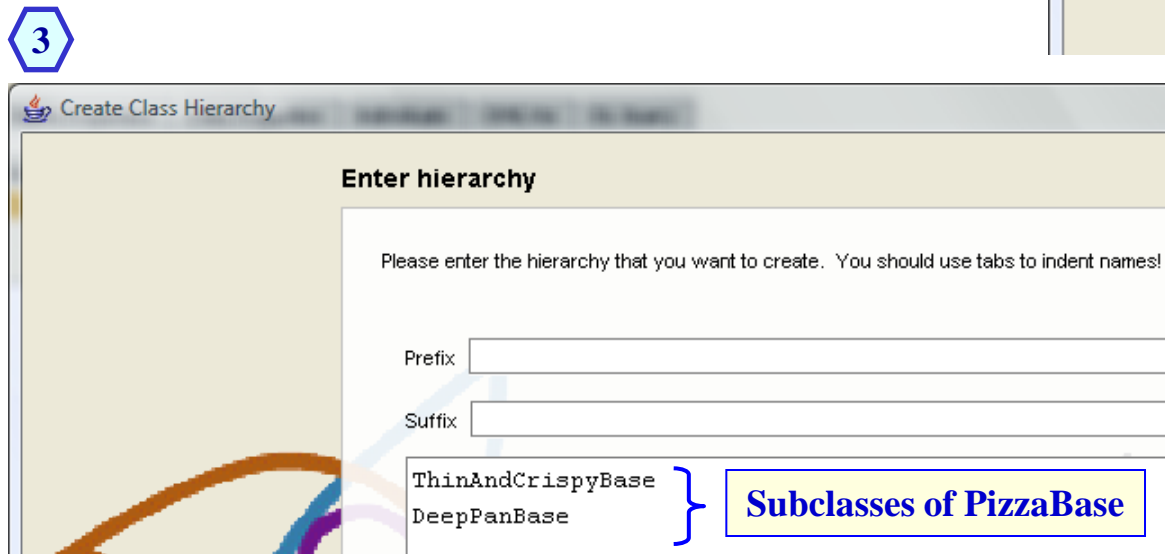 3
Create Class Hierarchy
Enter hierarchy
Please enter the hierarchy that you want to create. You should use tabs to indent names!
Prefix
Suffix
ThinAndCrispyBase
DeepPanBase
Subclasses of PizzaBase